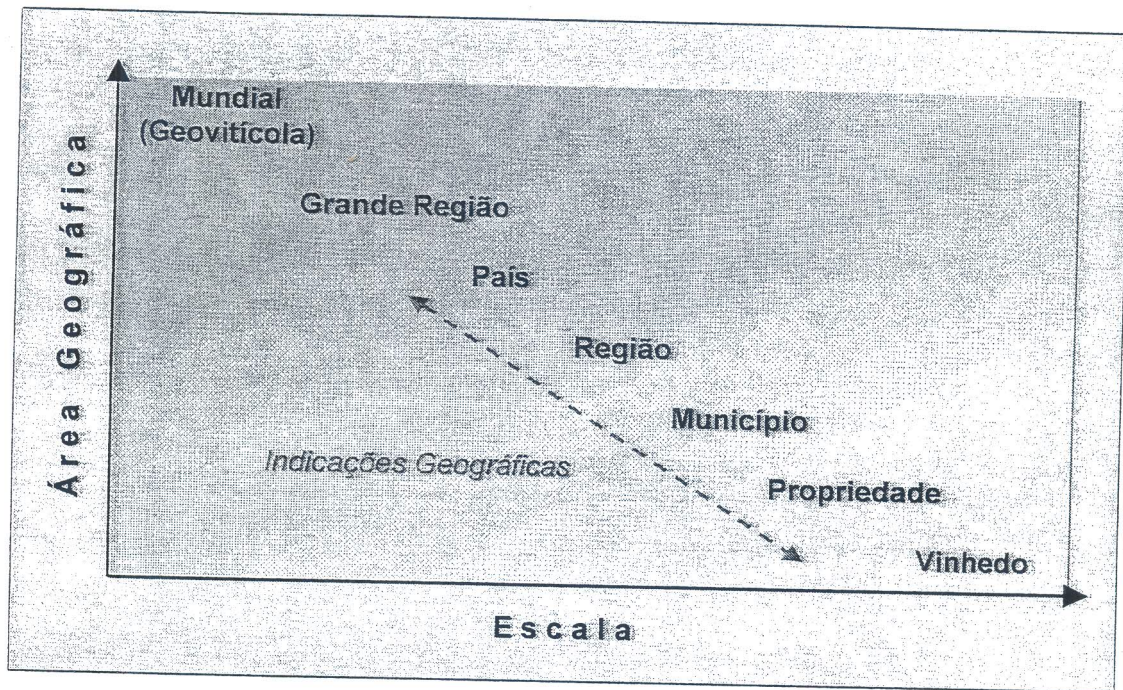 Área Geográfica
Mundial
(Geovitícola)
Grande Região
País
Região
Município
Indicações Geográficas
Propriedade
Vinhedo
Escala